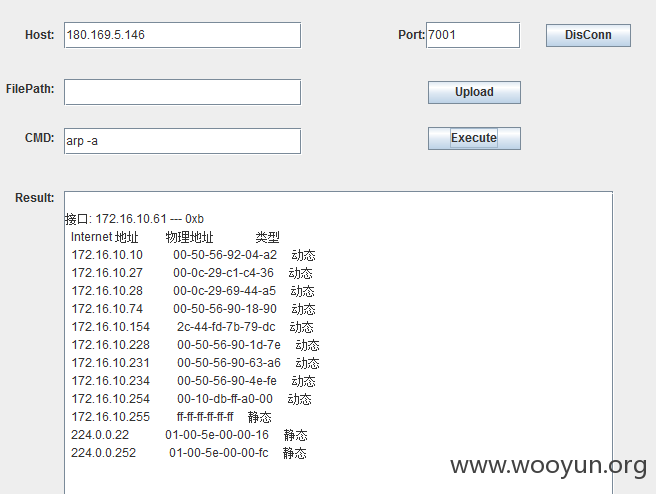 Host: 180.169.5.146 Port: 7001 DisConn
FilePath: Upload
CMD: arp -a Execute
Result:
接口: 172.16.10.61 --- 0xb
Internet 地址 物理地址 类型
172.16.10.10 00-50-56-92-04-a2 动态
172.16.10.27 00-0c-29-c1-c4-36 动态
172.16.10.28 00-0c-29-69-44-a5 动态
172.16.10.74 00-50-56-90-18-90 动态
172.16.10.154 2c-44-fd-7b-79-dc 动态
172.16.10.228 00-50-56-90-1d-7e 动态
172.16.10.231 00-50-56-90-63-a6 动态
172.16.10.234 00-50-56-90-4e-fe 动态
172.16.10.254 00-10-db-ff-a0-00 动态
172.16.10.255 ff-ff-ff-ff-ff-ff 静态
224.0.0.22 01-00-5e-00-00-16 静态
224.0.0.252 01-00-5e-00-00-fc 静态
www.wooyun.org